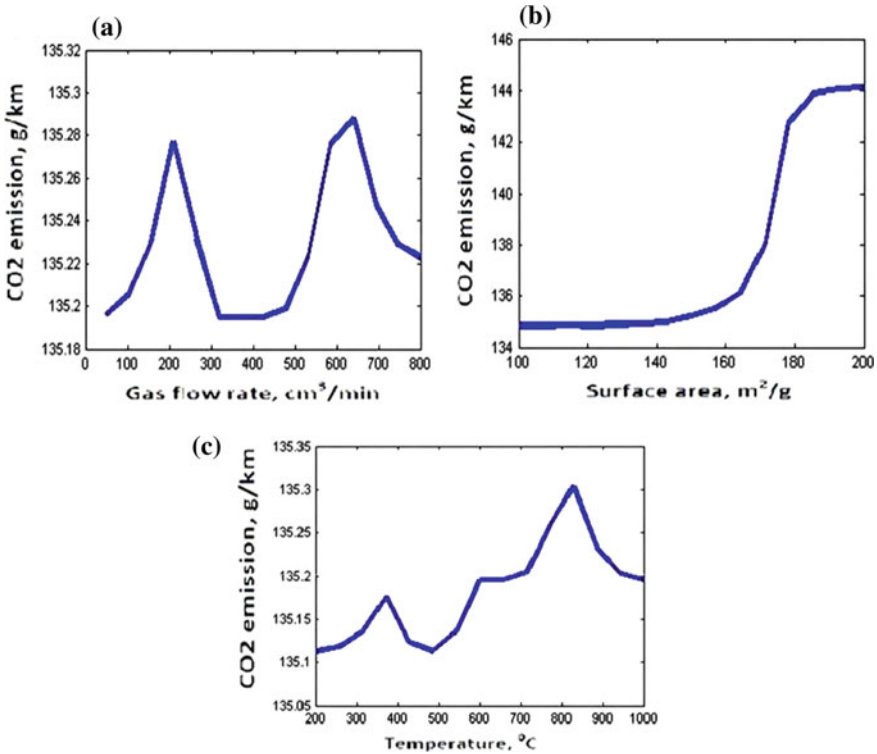 (a)
135.32
135.3
135.28
135.26
135.24
135.22
135.2
135.18
CO2 emission, g/km
0 100 200 300 400 500 600 700 800
Gas flow rate, cm³/min
(b)
146
144
142
140
138
136
134
CO2 emission, g/km
100 120 140 160 180 200
Surface area, m²/g
(c)
135.35
135.3
135.25
135.2
135.15
135.1
135.05
CO2 emission, g/km
200 300 400 500 600 700 800 900 1000
Temperature, ⁰C